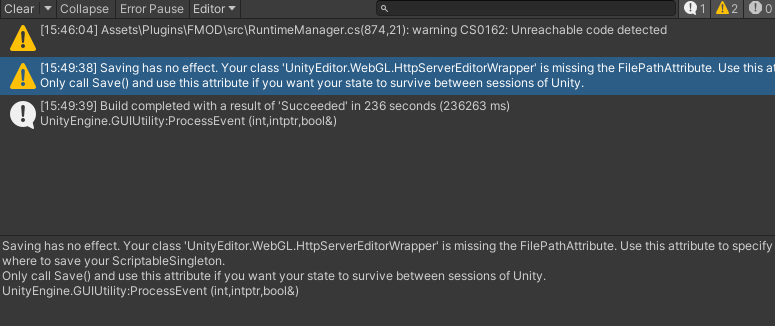 Clear Collapse Error Pause Editor 1 2 0
[15:46:04] Assets\Plugins\FMOD\src\RuntimeManager.cs(874,21): warning CS0162: Unreachable code detected
[15:49:38] Saving has no effect. Your class 'UnityEditor.WebGL.HttpServerEditorWrapper' is missing the FilePathAttribute. Use this at
Only call Save() and use this attribute if you want your state to survive between sessions of Unity.
[15:49:39] Build completed with a result of 'Succeeded' in 236 seconds (236263 ms)
UnityEngine.GUIUtility:ProcessEvent (int,intptr,bool&)
Saving has no effect. Your class 'UnityEditor.WebGL.HttpServerEditorWrapper' is missing the FilePathAttribute. Use this attribute to specify
where to save your ScriptableSingleton.
Only call Save() and use this attribute if you want your state to survive between sessions of Unity.
UnityEngine.GUIUtility:ProcessEvent (int,intptr,bool&)